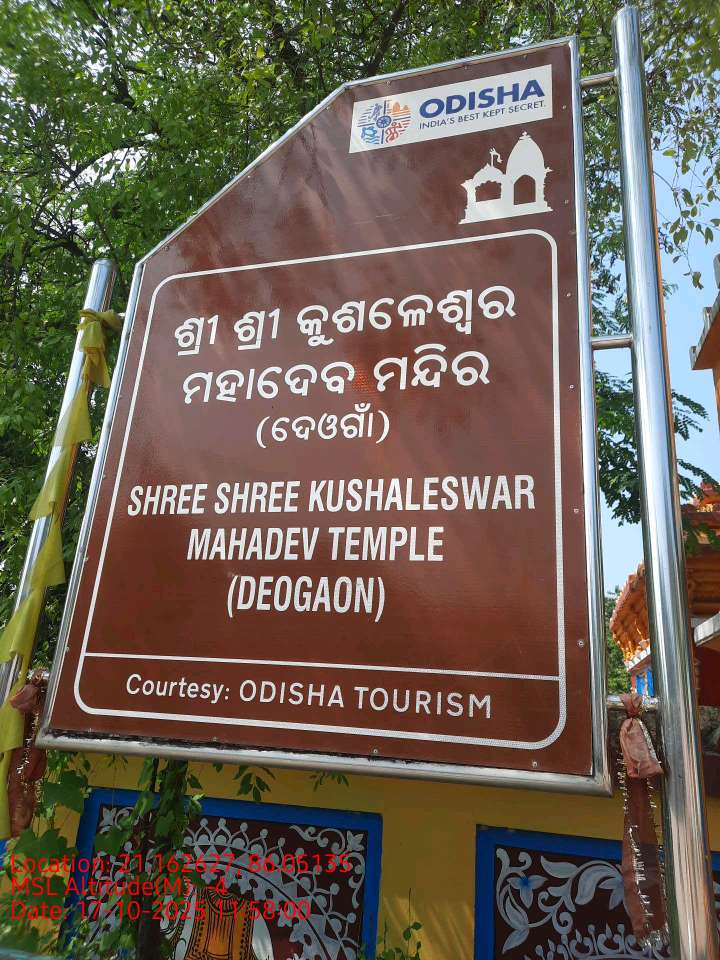 ODISHA
INDIA'S BEST KEPT SECRET.
ଶ୍ରୀ ଶ୍ରୀ କୁଶଳେଶ୍ୱର
ମହାଦେବ ମନ୍ଦିର
(ଦେଓଗାଁ)
SHREE SHREE KUSHALESWAR
MAHADEV TEMPLE
(DEOGAON)
Courtesy: ODISHA TOURISM
Location: 21.162627, 86.05135
MSL Altitude(M): -4
Date: 17-10-2025 11:58:00